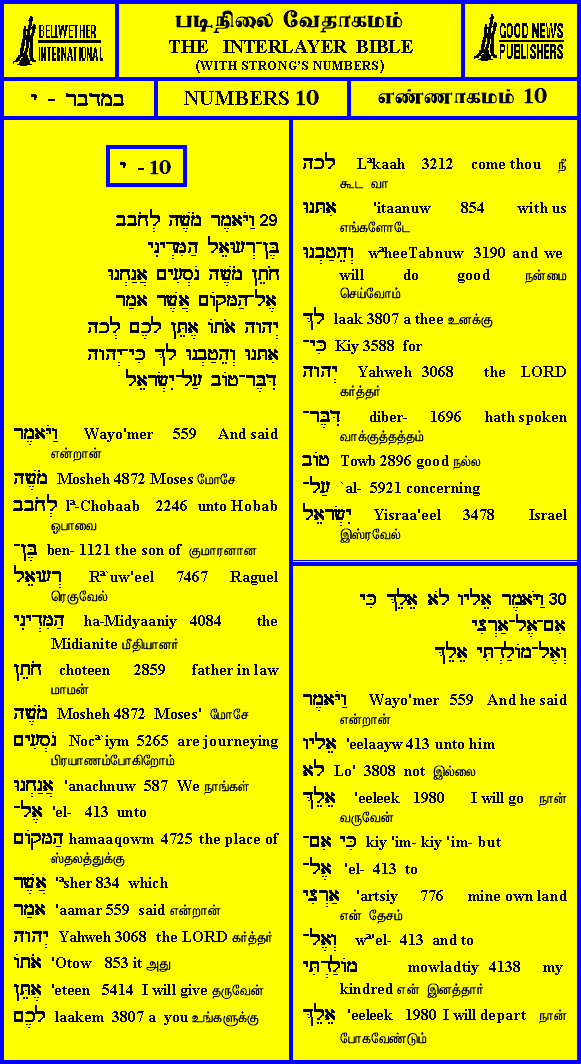 BELLWETHER
INTERNATIONAL
படிநிலை வேதாகமம்
THE INTERLAYER BIBLE
(WITH STRONG'S NUMBERS)
GOOD NEWS
PUBLISHERS
במדבר - י
NUMBERS 10
எண்ணாகமம் 10
י - 10
29 וַיֹּאמֶר מֹשֶׁה לְחֹבָב
בֶּן־רְעוּאֵל הַמִּדְיָנִי
חֹתֵן מֹשֶׁה נֹסְעִים אֲנַחְנוּ
אֶל־הַמָּקוֹם אֲשֶׁר אָמַר
יְהוָה אֹתוֹ אֶתֵּן לָכֶם לְכָה
אִתָּנוּ וְהֵטַבְנוּ לָךְ כִּי־יְהוָה
דִּבֶּר־טוֹב עַל־יִשְׂרָאֵל
וַיֹּאמֶר Wayo'mer 559 And said
என்றான்
מֹשֶׁה Mosheh 4872 Moses மோசே
לְחֹבָב lª-Chobaab 2246 unto Hobab
ஓபாவை
בֶּן־ ben- 1121 the son of குமாரனான
רְעוּאֵל Rª`uw'eel 7467 Raguel
ரெகுவேல்
הַמִּדְיָנִי ha-Midyaaniy 4084 the
Midianite மீதியானர்
חֹתֵן choteen 2859 father in law
மாமன்
מֹשֶׁה Mosheh 4872 Moses' மோசே
נֹסְעִים Nocª`iym 5265 are journeying
பிரயாணம்போகிறோம்
אֲנַחְנוּ 'anachnuw 587 We நாங்கள்
אֶל־ 'el- 413 unto
הַמָּקוֹם hamaaqowm 4725 the place of
ஸ்தலத்துக்கு
אֲשֶׁר 'ªsher 834 which
אָמַר 'aamar 559 said என்றான்
יְהוָה Yahweh 3068 the LORD கர்த்தர்
אֹתוֹ 'Otow 853 it அது
אֶתֵּן 'eteen 5414 I will give தருவேன்
לָכֶם laakem 3807 a you உங்களுக்கு
לְכָה Lªkaah 3212 come thou நீ
கூட வா
אִתָּנוּ 'itaanuw 854 with us
எங்களோடே
וְהֵטַבְנוּ wªheeTabnuw 3190 and we
will do good நன்மை
செய்வோம்
לָךְ laak 3807 a thee உனக்கு
כִּי־ Kiy 3588 for
יְהוָה Yahweh 3068 the LORD
கர்த்தர்
דִּבֶּר־ diber- 1696 hath spoken
வாக்குத்தத்தம்
טוֹב Towb 2896 good நல்ல
עַל־ `al- 5921 concerning
יִשְׂרָאֵל Yisraa'eel 3478 Israel
இஸ்ரவேல்
30 וַיֹּאמֶר אֵלָיו לֹא אֵלֵךְ כִּי
אִם־אֶל־אַרְצִי
וְאֶל־מוֹלַדְתִּי אֵלֵךְ
וַיֹּאמֶר Wayo'mer 559 And he said
என்றான்
אֵלָיו 'eelaayw 413 unto him
לֹא Lo' 3808 not இல்லை
אֵלֵךְ 'eeleek 1980 I will go நான்
வருவேன்
כִּי אִם־ kiy 'im- kiy 'im- but
אֶל־ 'el- 413 to
אַרְצִי 'artsiy 776 mine own land
என் தேசம்
וְאֶל־ wª'el- 413 and to
מוֹלַדְתִּי mowladtiy 4138 my
kindred என் இனத்தார்
אֵלֵךְ 'eeleek 1980 I will depart நான்
போகவேண்டும்